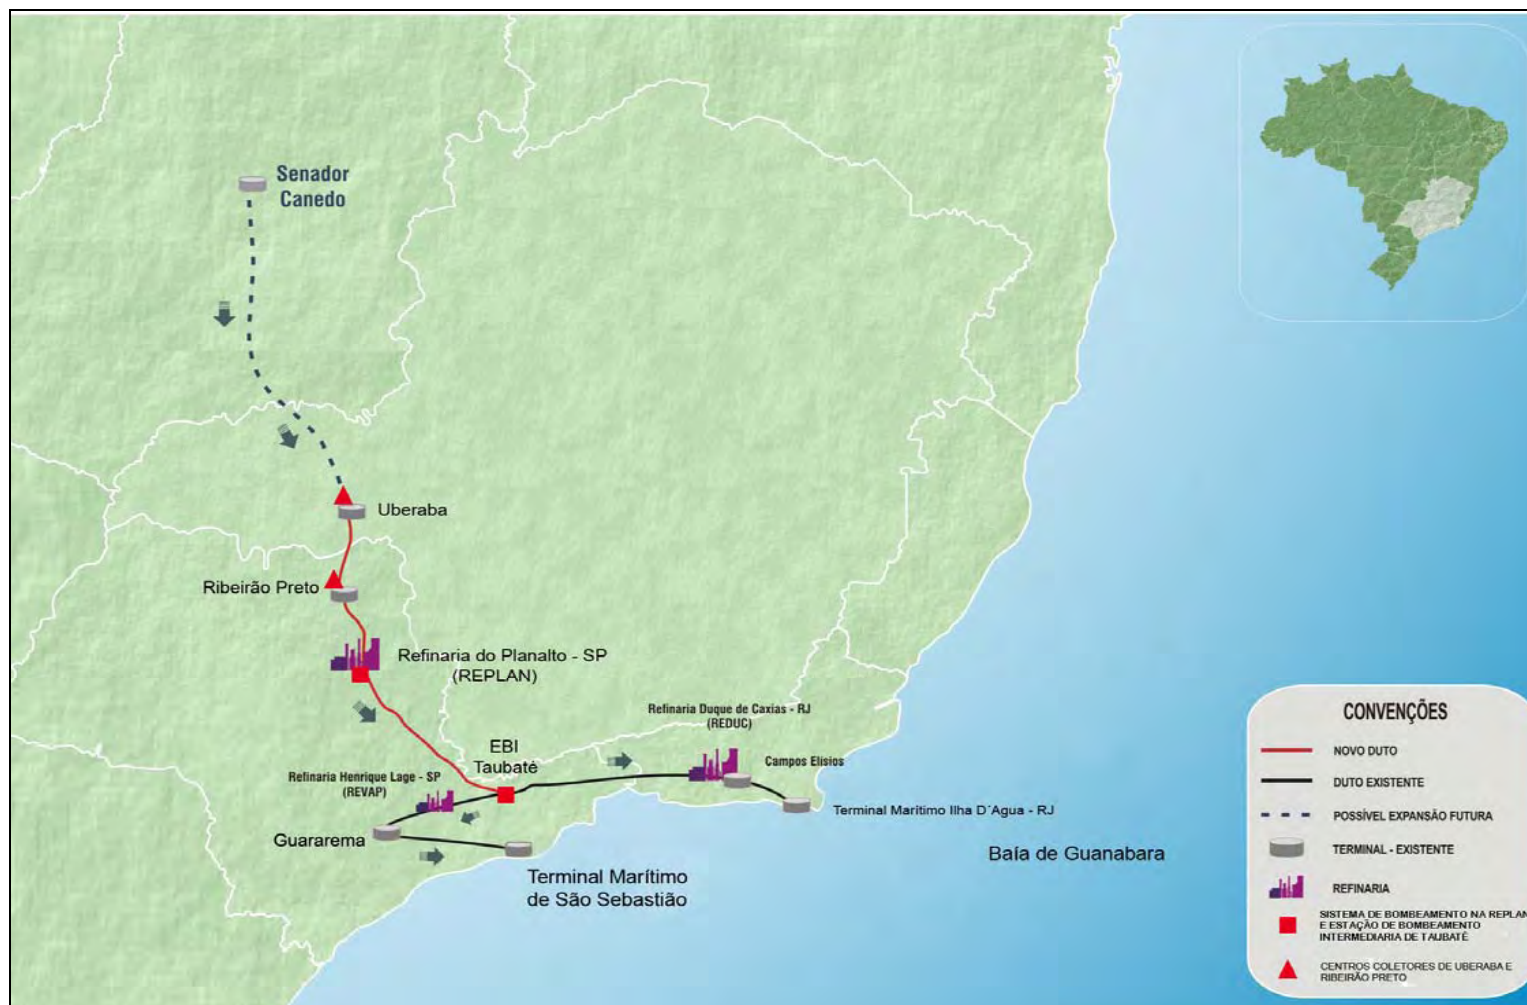 Senador
Canedo
Uberaba
Ribeirão Preto
Refinaria do Planalto - SP
(REPLAN)
Refinaria Duque de Caxias - RJ
(REDUC)
EBI
Taubaté
Campos Elísios
Refinaria Henrique Lage - SP
(REVAP)
Terminal Marítimo Ilha D´Agua - RJ
Guararema
Baía de Guanabara
Terminal Marítimo
de São Sebastião
CONVENÇÕES
NOVO DUTO
DUTO EXISTENTE
POSSÍVEL EXPANSÃO FUTURA
TERMINAL - EXISTENTE
REFINARIA
SISTEMA DE BOMBEAMENTO NA REPLAN
E ESTAÇÃO DE BOMBEAMENTO
INTERMEDIARIA DE TAUBATÉ
CENTROS COLETORES DE UBERABA E
RIBEIRÃO PRETO